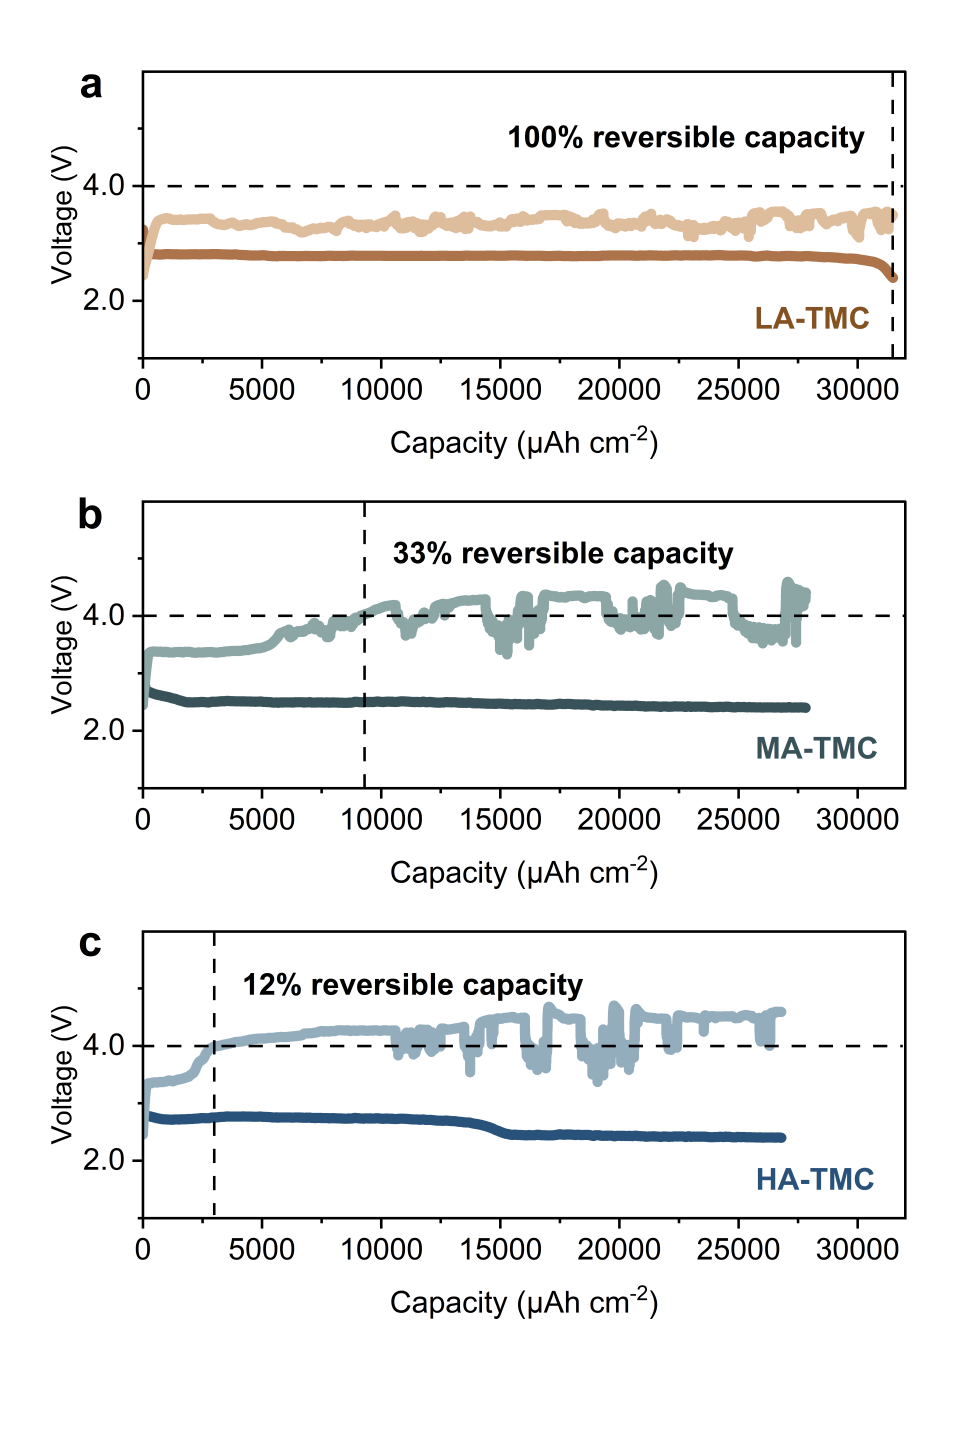 a
100% reversible capacity
Voltage (V)
4.0
2.0
LA-TMC
0 5000 10000 15000 20000 25000 30000
Capacity (µAh cm-2)
b
33% reversible capacity
Voltage (V)
4.0
2.0
MA-TMC
0 5000 10000 15000 20000 25000 30000
Capacity (µAh cm-2)
c
12% reversible capacity
Voltage (V)
4.0
2.0
HA-TMC
0 5000 10000 15000 20000 25000 30000
Capacity (µAh cm-2)